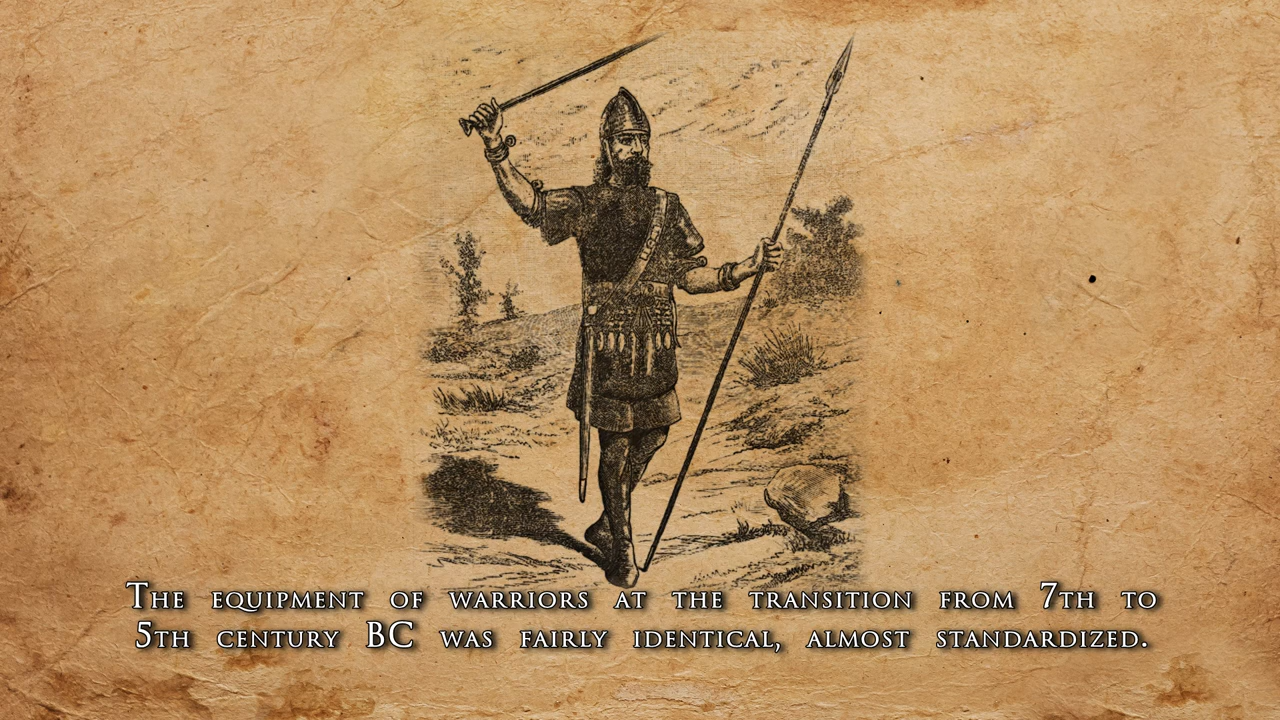 The equipment of warriors at the transition from 7th to
5th century BC was fairly identical, almost standardized.